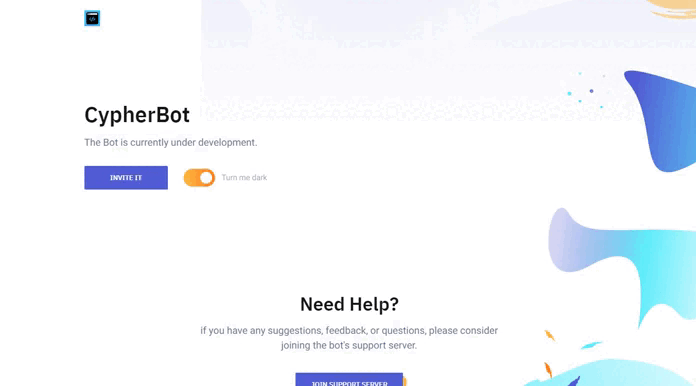 CypherBot
The Bot is currently under development.
INVITE IT
Turn me dark
Need Help?
if you have any suggestions, feedback, or questions, please consider
joining the bot's support server.
JOIN SUPPORT SERVER